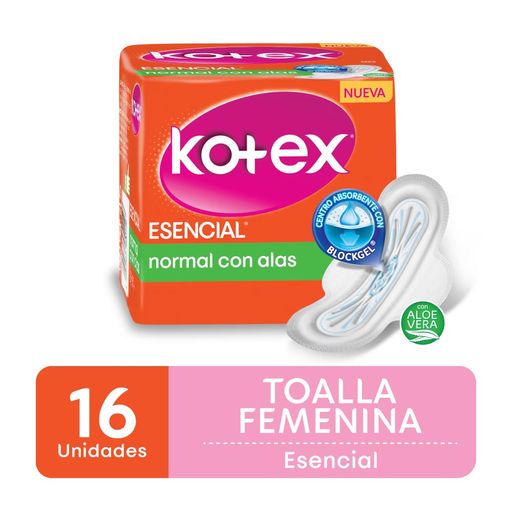 NUEVA
kotex
ESENCIAL®
normal con alas
CENTRO ABSORBENTE CON
BLOCKGEL®
con
ALOE
VERA
16
Unidades
TOALLA
FEMENINA
Esencial